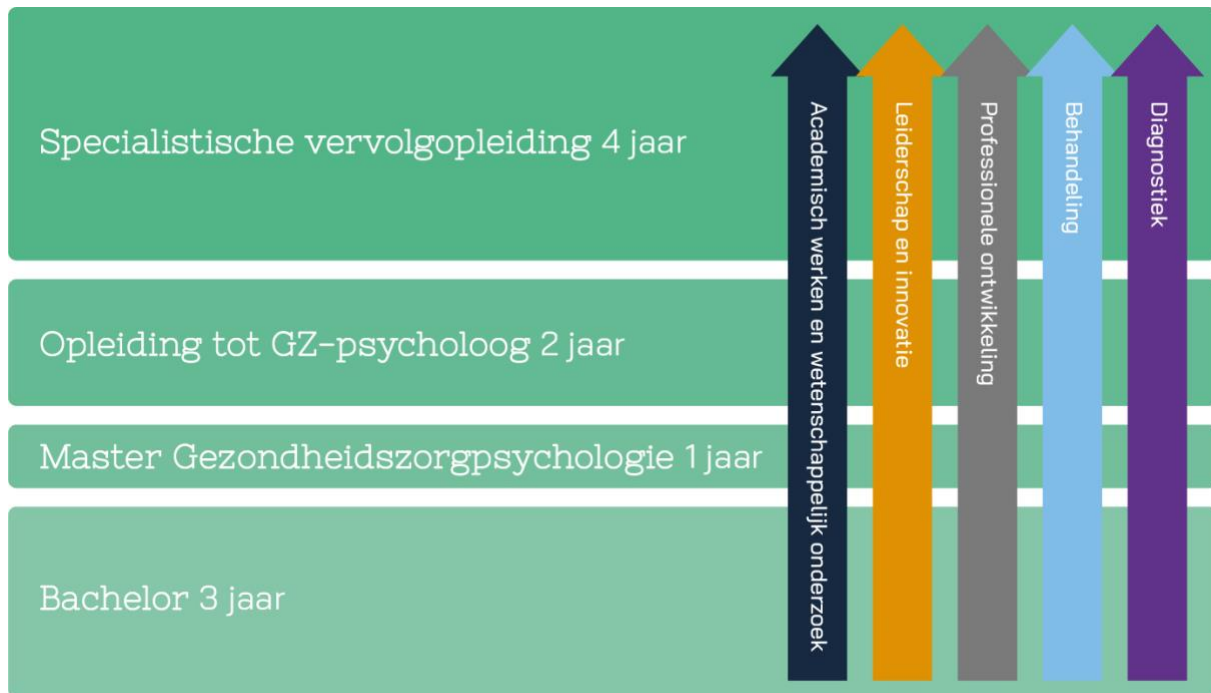 Specialistische vervolgopleiding 4 jaar
Opleiding tot GZ-psycholoog 2 jaar
Master Gezondheidszorgpsychologie 1 jaar
Bachelor 3 jaar
Academisch werken en wetenschappelijk onderzoek
Leiderschap en innovatie
Professionele ontwikkeling
Behandeling
Diagnostiek